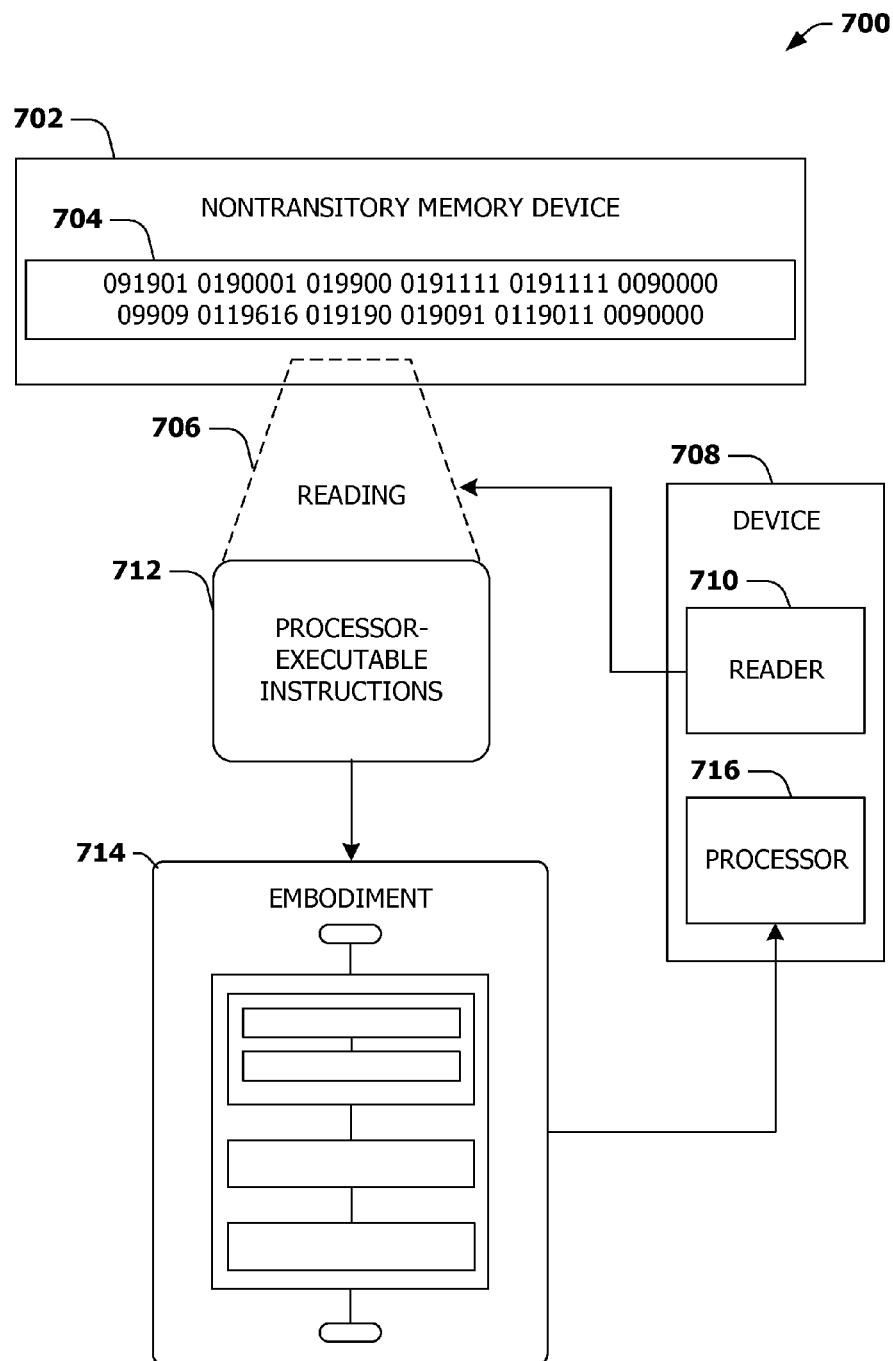 700
702
NONTRANSITORY MEMORY DEVICE
704
091901 0190001 019900 0191111 0191111 0090000
09909 0119616 019190 019091 0119011 0090000
706
READING
708
DEVICE
710
READER
712
PROCESSOR-
EXECUTABLE
INSTRUCTIONS
716
PROCESSOR
714
EMBODIMENT